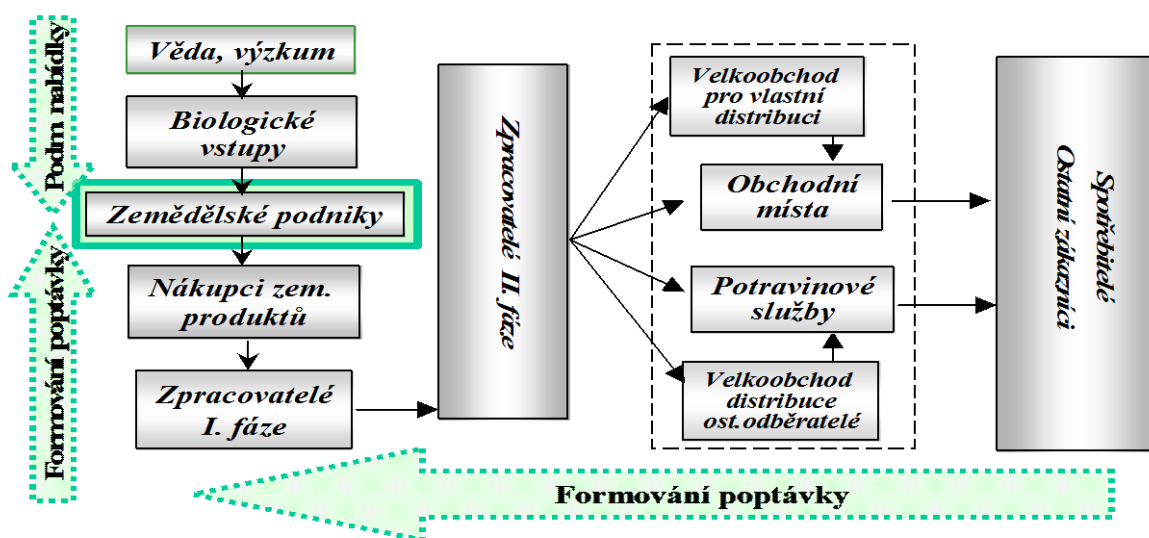 Věda, výzkum
Biologické
vstupy
Zemědělské podniky
Nákupci zem.
produktů
Zpracovatelé
I. fáze
Podm nabídky
Formování poptávky
Zpracovatelé II. fáze
Velkoobchod
pro vlastní
distribuci
Obchodní
místa
Potravinové
služby
Velkoobchod
distribuce
ost.odběratelé
Spotřebitelé
Ostatní zákazníci
Formování poptávky